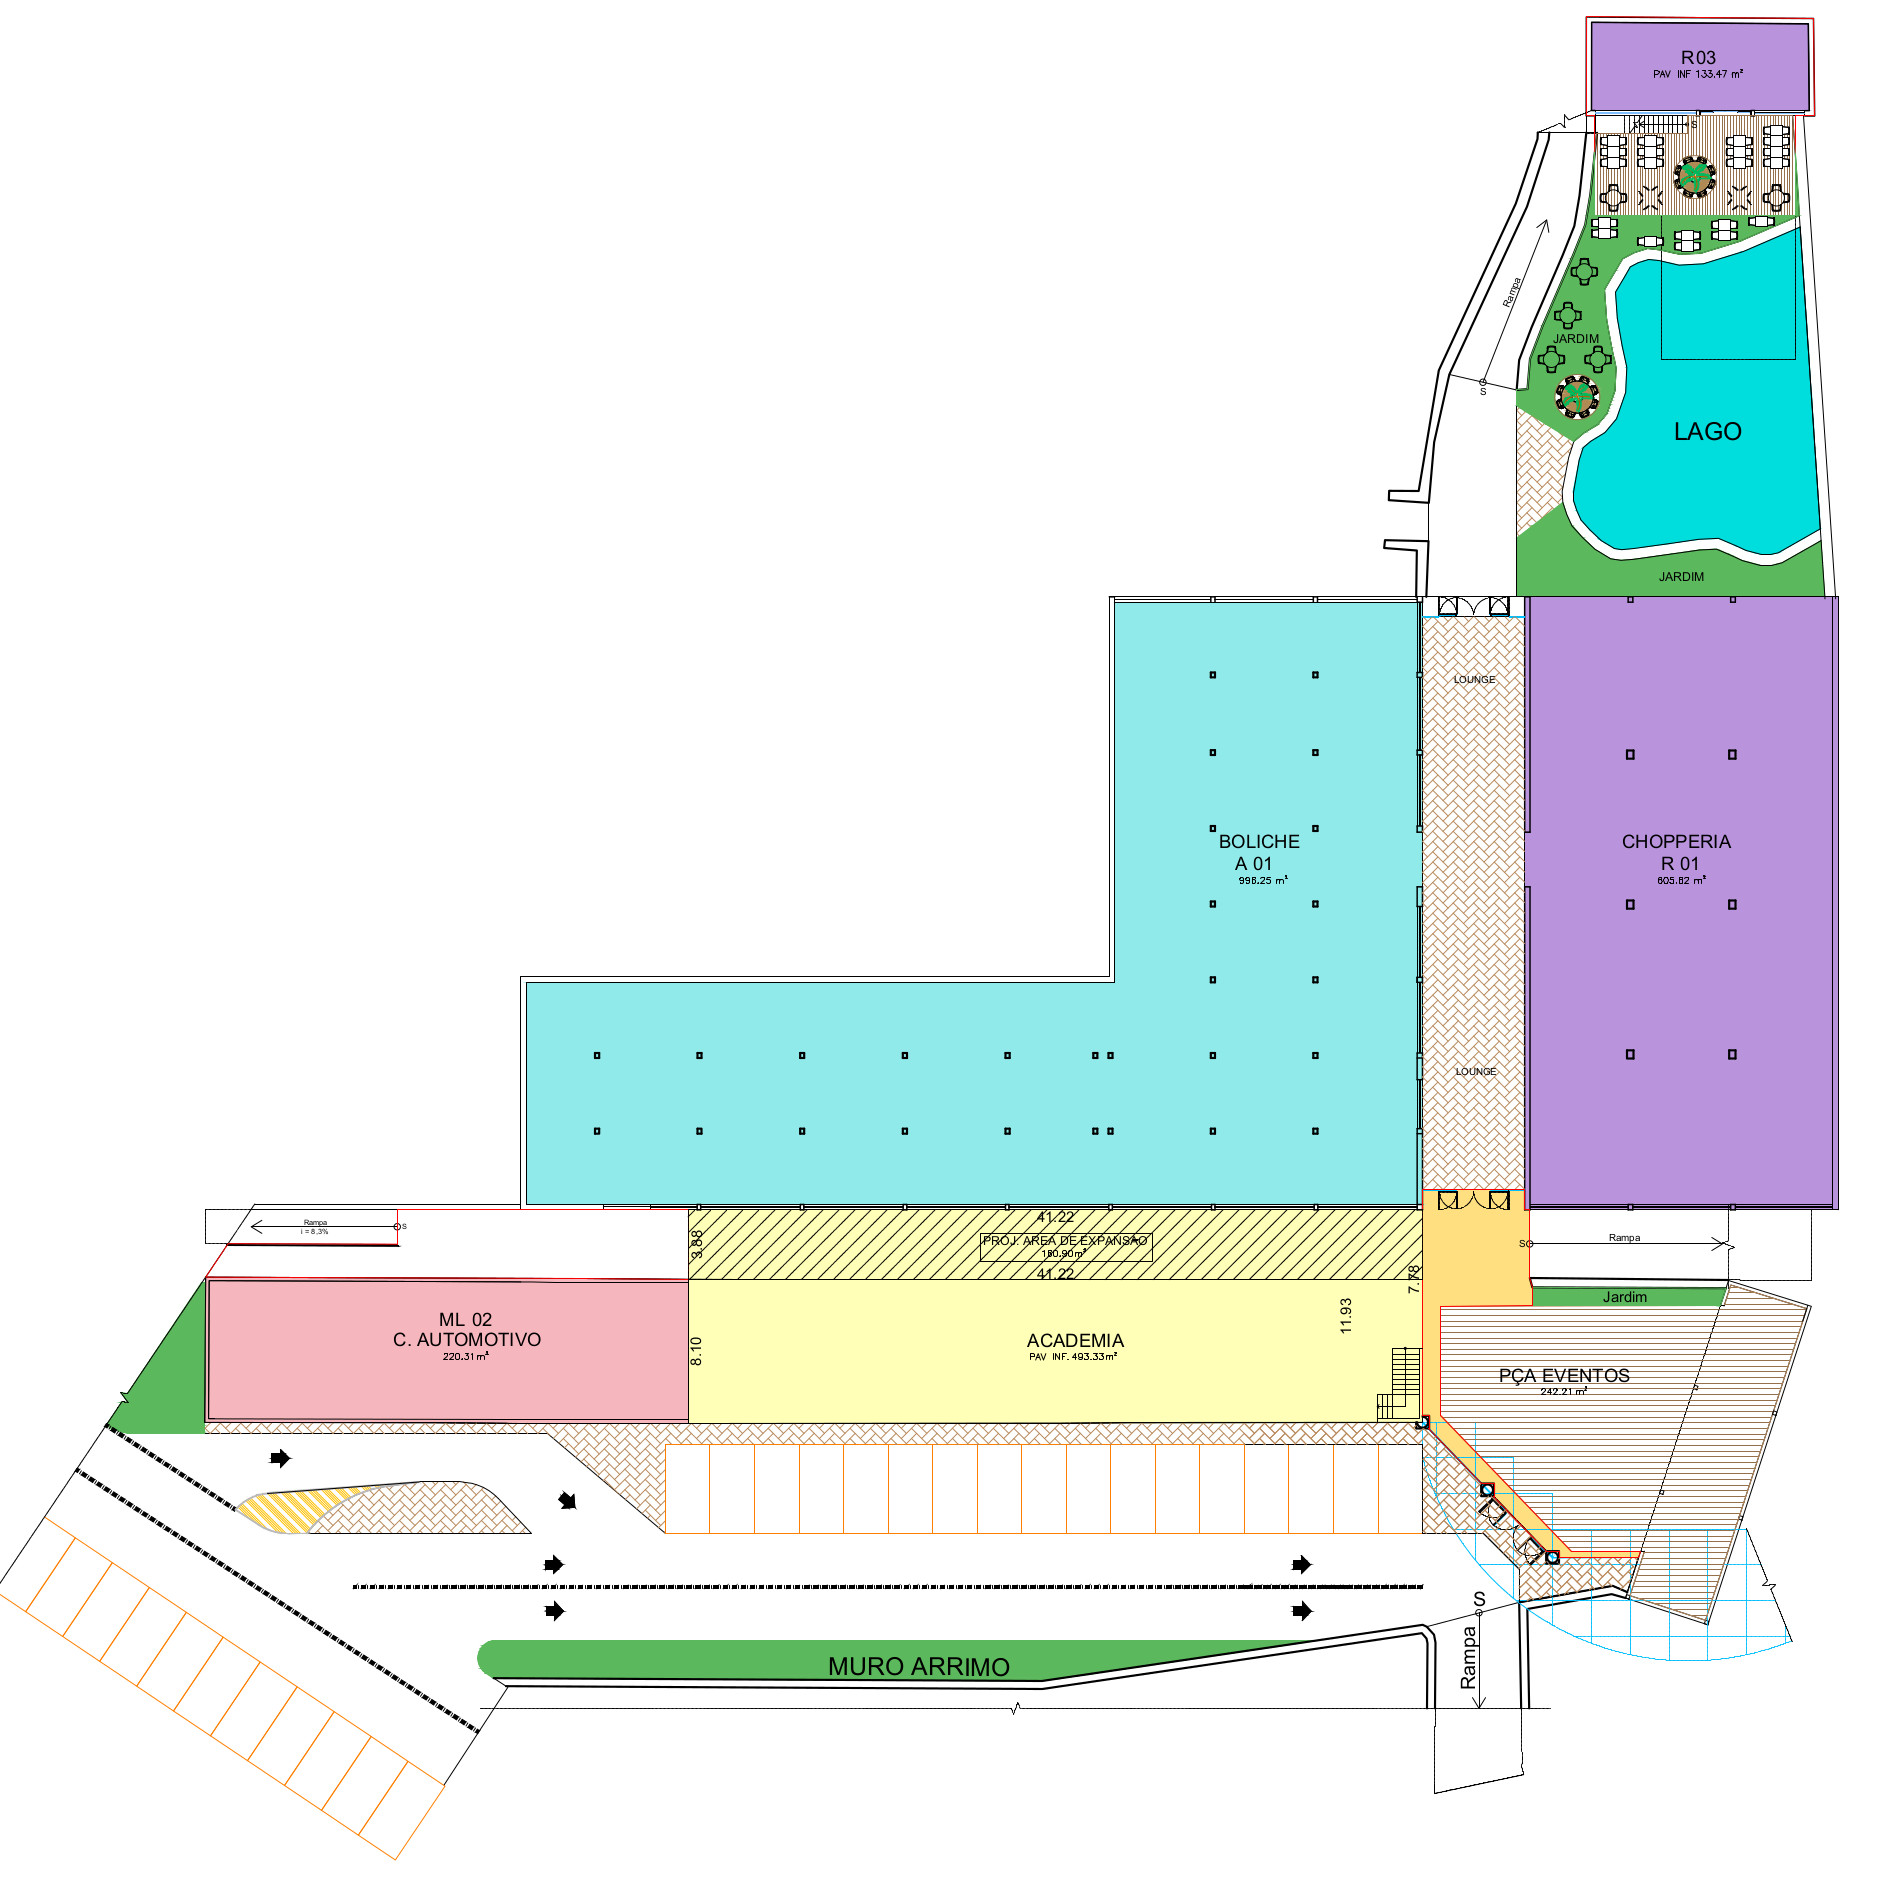 R03
PAV INF 133.47 m²
S
Rampa
S
JARDIM
LAGO
JARDIM
LOUNGE
BOLICHE
A 01
998.25 m²
CHOPPERIA
R 01
605.82 m²
LOUNGE
Rampa
i = 8,3%
S
41.22
3.88
PROJ. AREA DE EXPANSÃO
160.90m²
41.22
7.78
S
Rampa
Jardim
ML 02
C. AUTOMOTIVO
220.31 m²
8.10
ACADEMIA
PAV INF. 493.33m²
11.93
PÇA EVENTOS
242.21 m²
S
Rampa
MURO ARRIMO